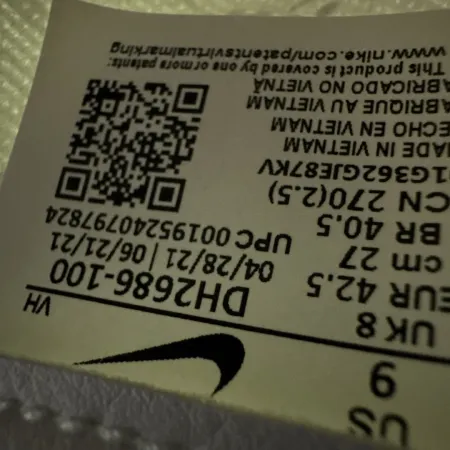 US
9
UK 8
EUR 42.5
cm 27
BR 40.5
CN 270(2.5)
VH
DH2686-100
04/28/21 | 06/21/21
UPC 00195240797824
1G362GJE87KV
MADE IN VIETNAM
ECHO EN VIETNAM
ABRIQUE AU VIETNAM
ABRICADO NO VIETNÃ
This product is covered by one or more patents:
www.nike.com/patentsvirtualmarking